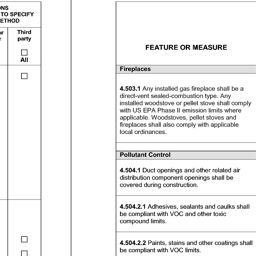 ONS
TO SPECIFY
METHOD
Third
party
All
FEATURE OR MEASURE
Fireplaces
4.503.1 Any installed gas fireplace shall be a
direct-vent sealed-combustion type. Any
installed woodstove or pellet stove shall comply
with US EPA Phase II emission limits where
applicable. Woodstoves, pellet stoves and
fireplaces shall also comply with applicable
local ordinances.
Pollutant Control
4.504.1 Duct openings and other related air
distribution component openings shall be
covered during construction.
4.504.2.1 Adhesives, sealants and caulks shall
be compliant with VOC and other toxic
compound limits.
4.504.2.2 Paints, stains and other coatings shall
be compliant with VOC limits.